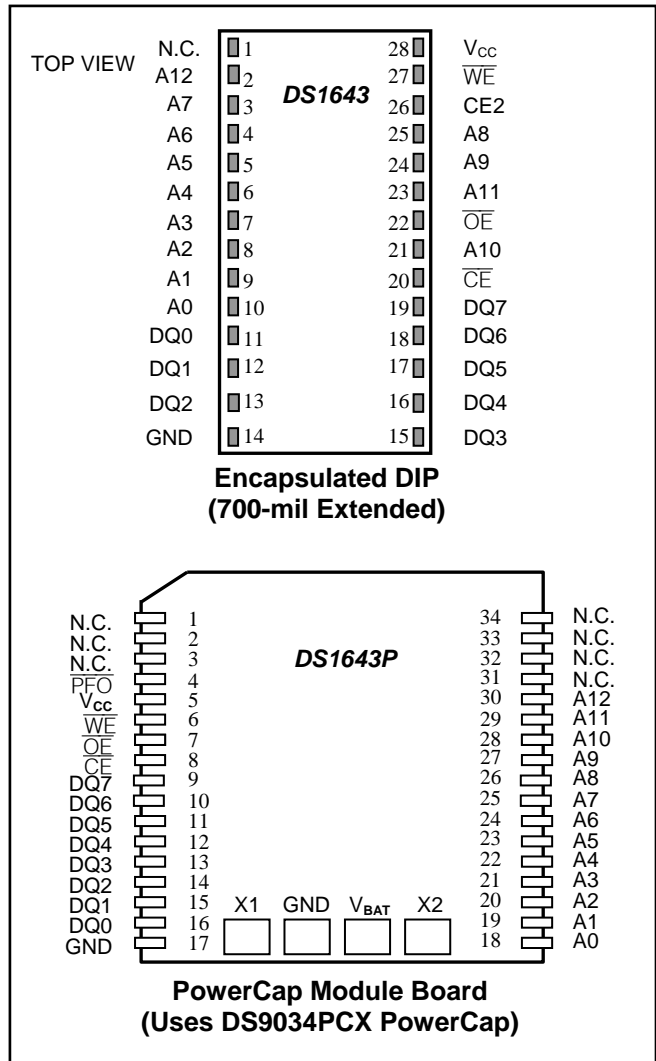 TOP VIEW
DS1643
N.C. 1 28 VCC
A12 2 27 WE
A7 3 26 CE2
A6 4 25 A8
A5 5 24 A9
A4 6 23 A11
A3 7 22 OE
A2 8 21 A10
A1 9 20 CE
A0 10 19 DQ7
DQ0 11 18 DQ6
DQ1 12 17 DQ5
DQ2 13 16 DQ4
GND 14 15 DQ3
Encapsulated DIP
(700-mil Extended)
DS1643P
N.C. 1 34 N.C.
N.C. 2 33 N.C.
N.C. 3 32 N.C.
PFO 4 31 N.C.
VCC 5 30 A12
WE 6 29 A11
OE 7 28 A10
CE 8 27 A9
DQ7 9 26 A8
DQ6 10 25 A7
DQ5 11 24 A6
DQ4 12 23 A5
DQ3 13 22 A4
DQ2 14 21 A3
DQ1 15 20 A2
DQ0 16 19 A1
GND 17 18 A0
X1 GND VBAT X2
PowerCap Module Board
(Uses DS9034PCX PowerCap)